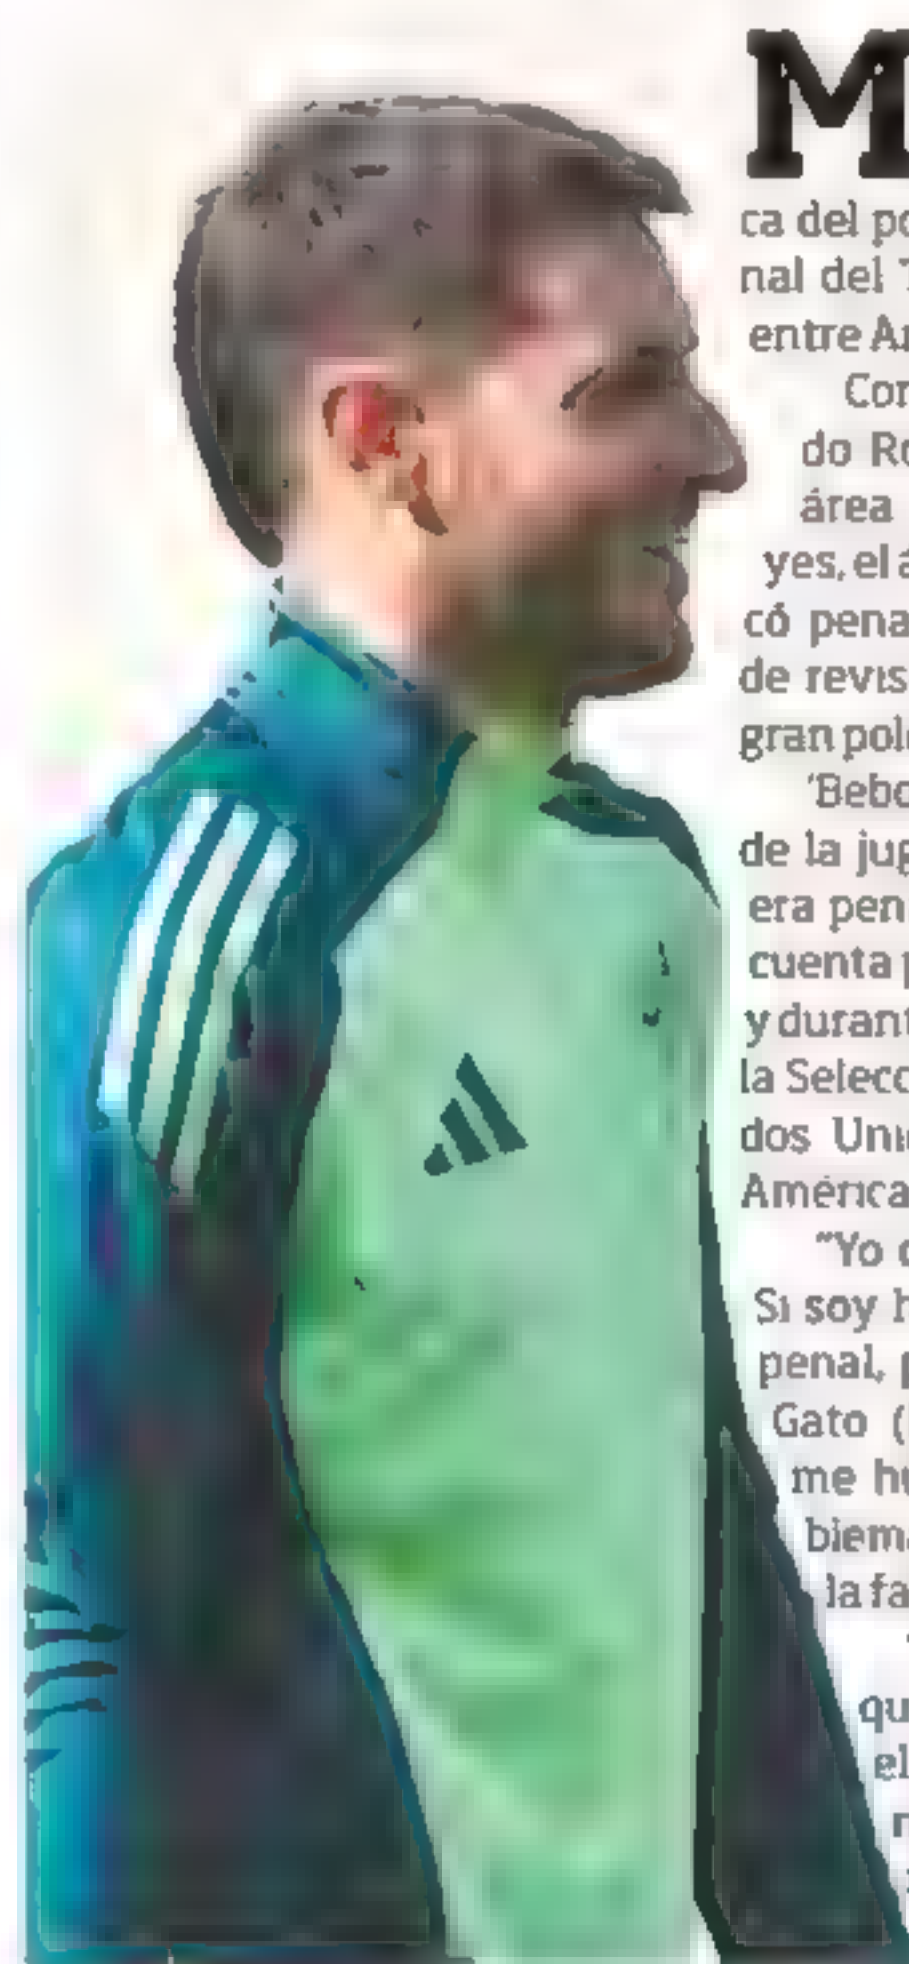 M
ca del po
nal del T
entre Ar
Con
do Ro
área
yes, el á
có pena
de revis
gran polé
'Bebo
de la jug
era pen
cuenta p
y durant
la Selecc
dos Uni
América
"Yo c
Si soy h
penal, p
Gato (
me hu
biema
la fa
qu
el